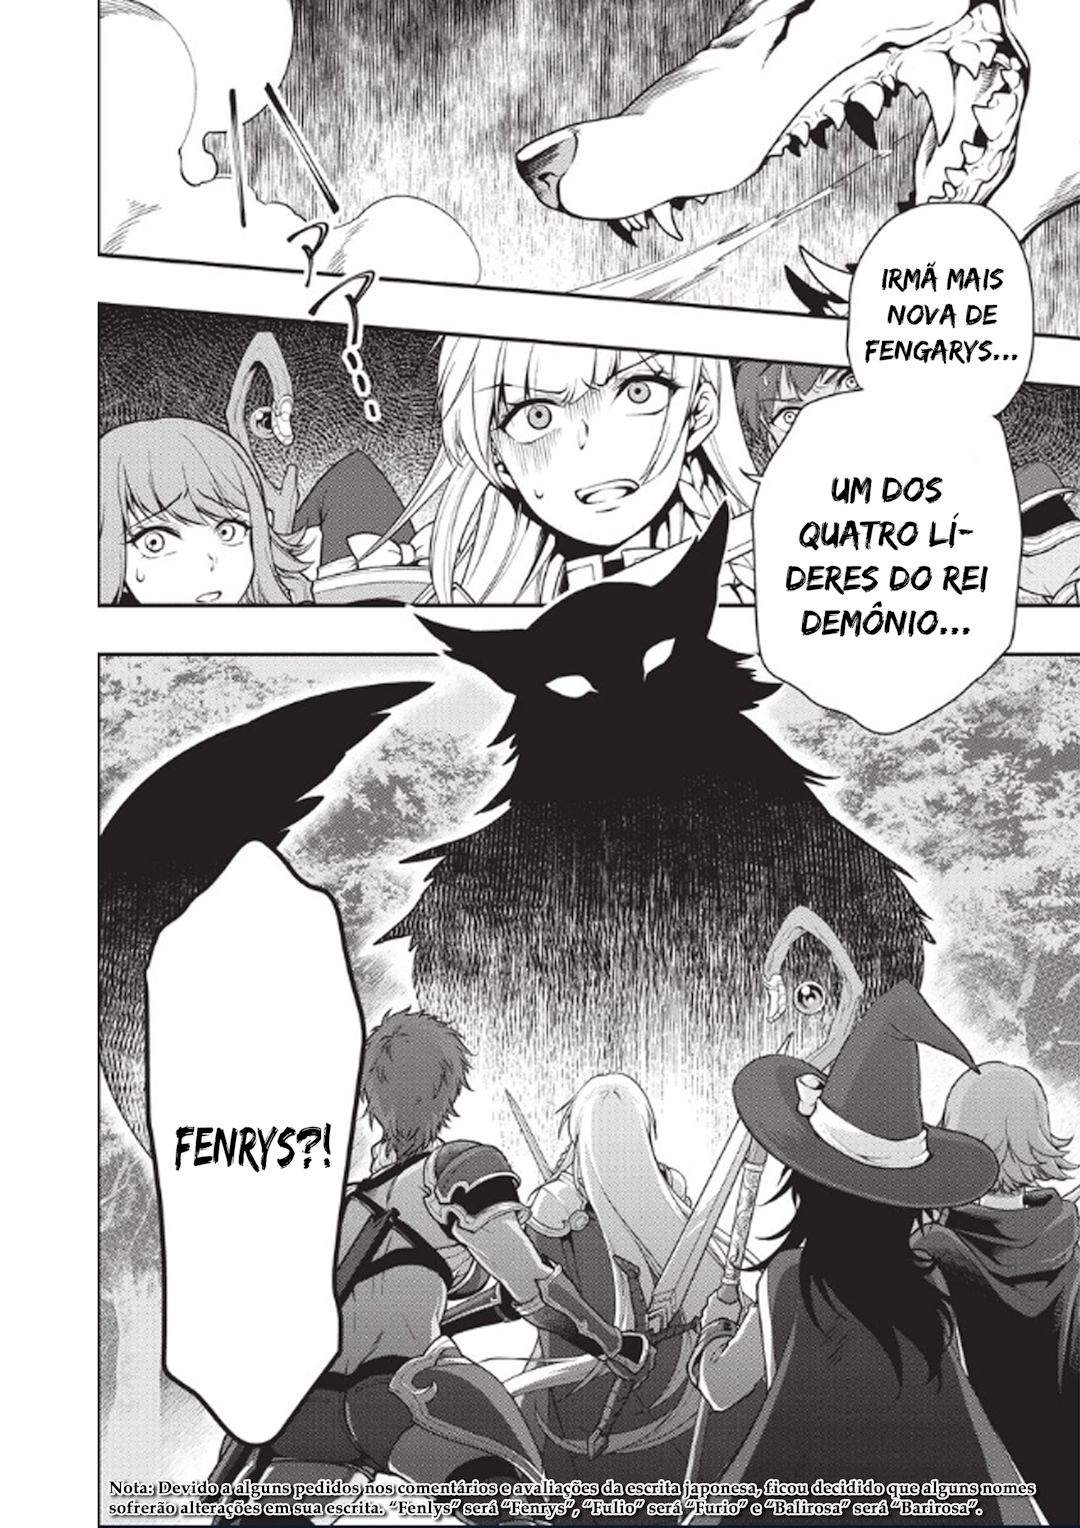 IRMÃ MAIS
NOVA DE
FENGARYS...
UM DOS
QUATRO LÍ-
DERES DO REI
DEMÔNIO...
FENRYS?!
Nota: Devido a alguns pedidos nos comentários e avaliações da escrita japonesa, ficou decidido que alguns nomes
sofrerão alterações em sua escrita. “Fenlys” será “Fenrys”, “Fulio” será “Furio” e “Balirosa” será “Barirosa”.